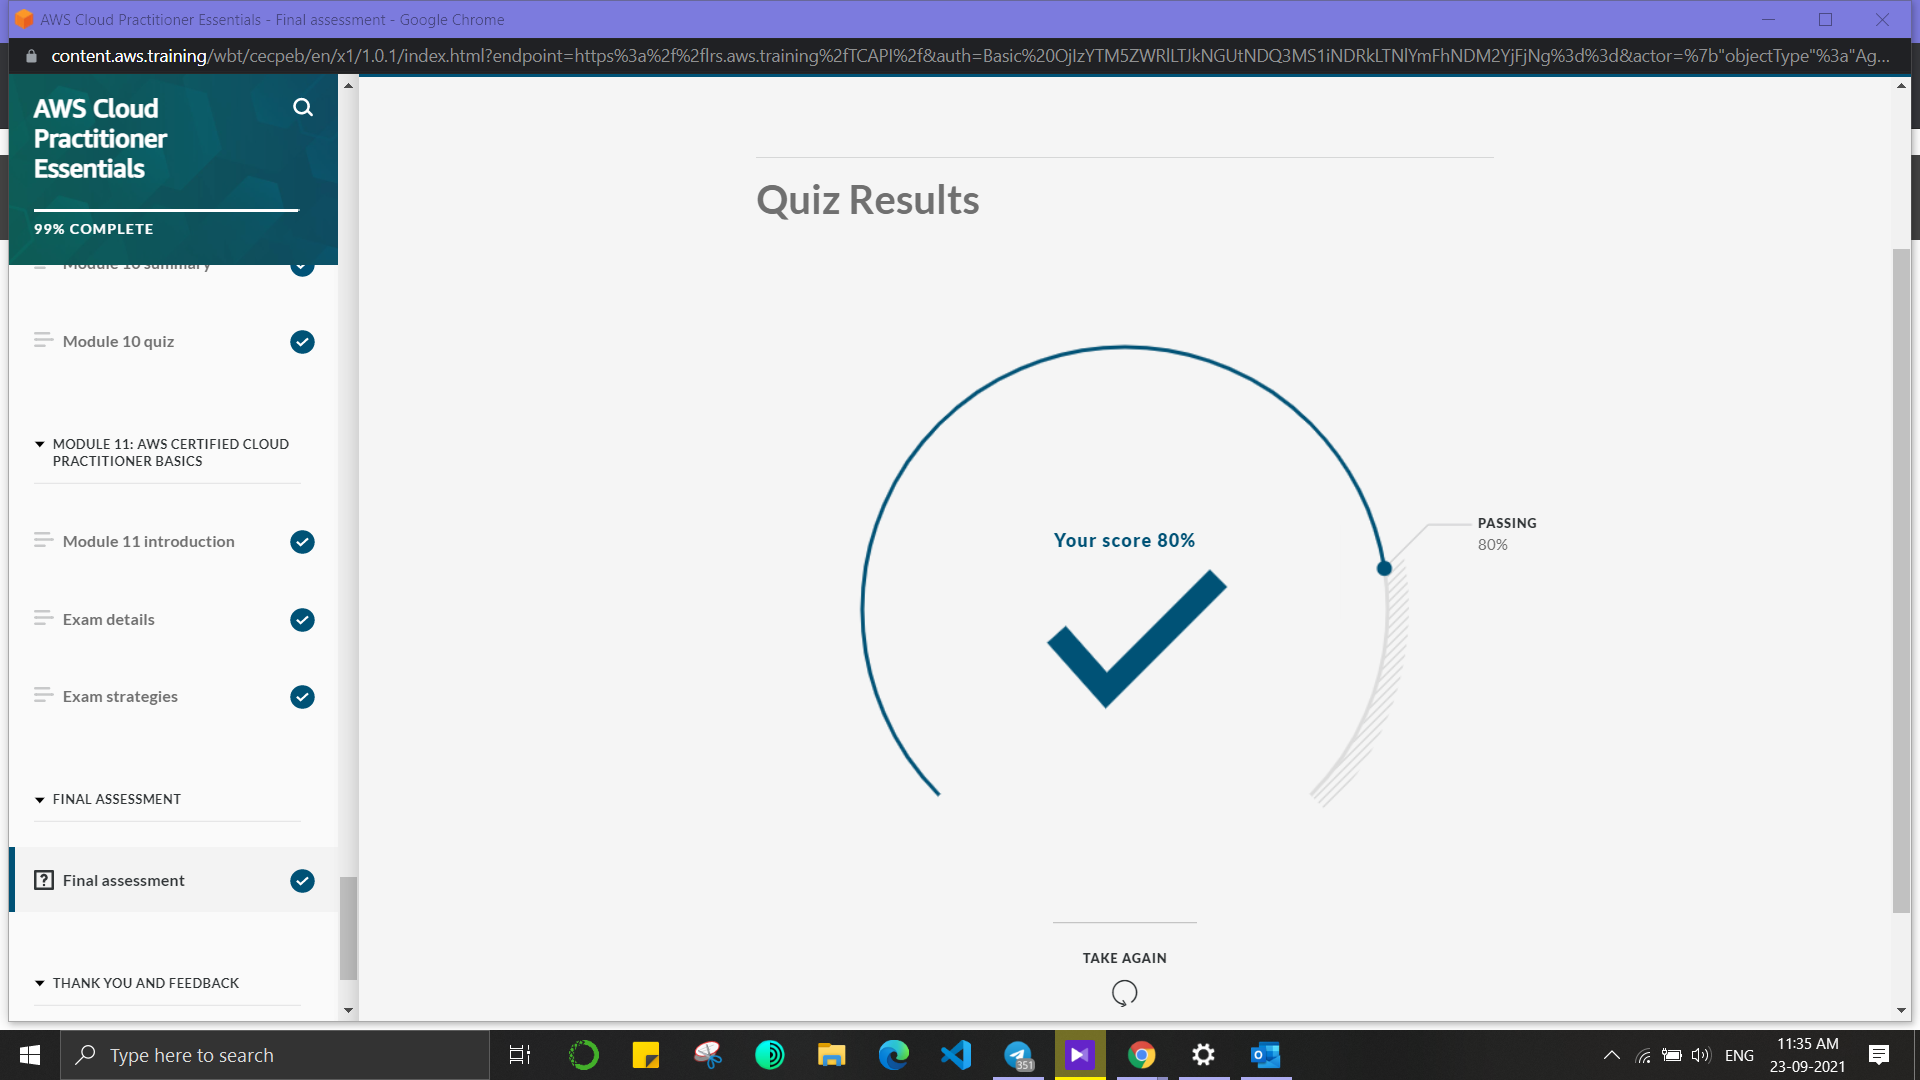 AWS Cloud Practitioner Essentials - Final assessment - Google Chrome
content.aws.training/wbt/cecpeb/en/x1/1.0.1/index.html?endpoint=https%3a%2f%2flrs.aws.training%2fTCAPI%2f&auth=Basic%20OjIzYTM5ZWRlLTJkNGUtNDQ3MS1iNDRkLTNlYmFhNDM2YjFjNg%3d%3d&actor=%7b"objectType"%3a"Ag...
AWS Cloud
Practitioner
Essentials
99% COMPLETE
Module 10 summary
Module 10 quiz
MODULE 11: AWS CERTIFIED CLOUD
PRACTITIONER BASICS
Module 11 introduction
Exam details
Exam strategies
FINAL ASSESSMENT
Final assessment
THANK YOU AND FEEDBACK
Quiz Results
Your score 80%
PASSING
80%
TAKE AGAIN
Type here to search
351
ENG
11:35 AM
23-09-2021